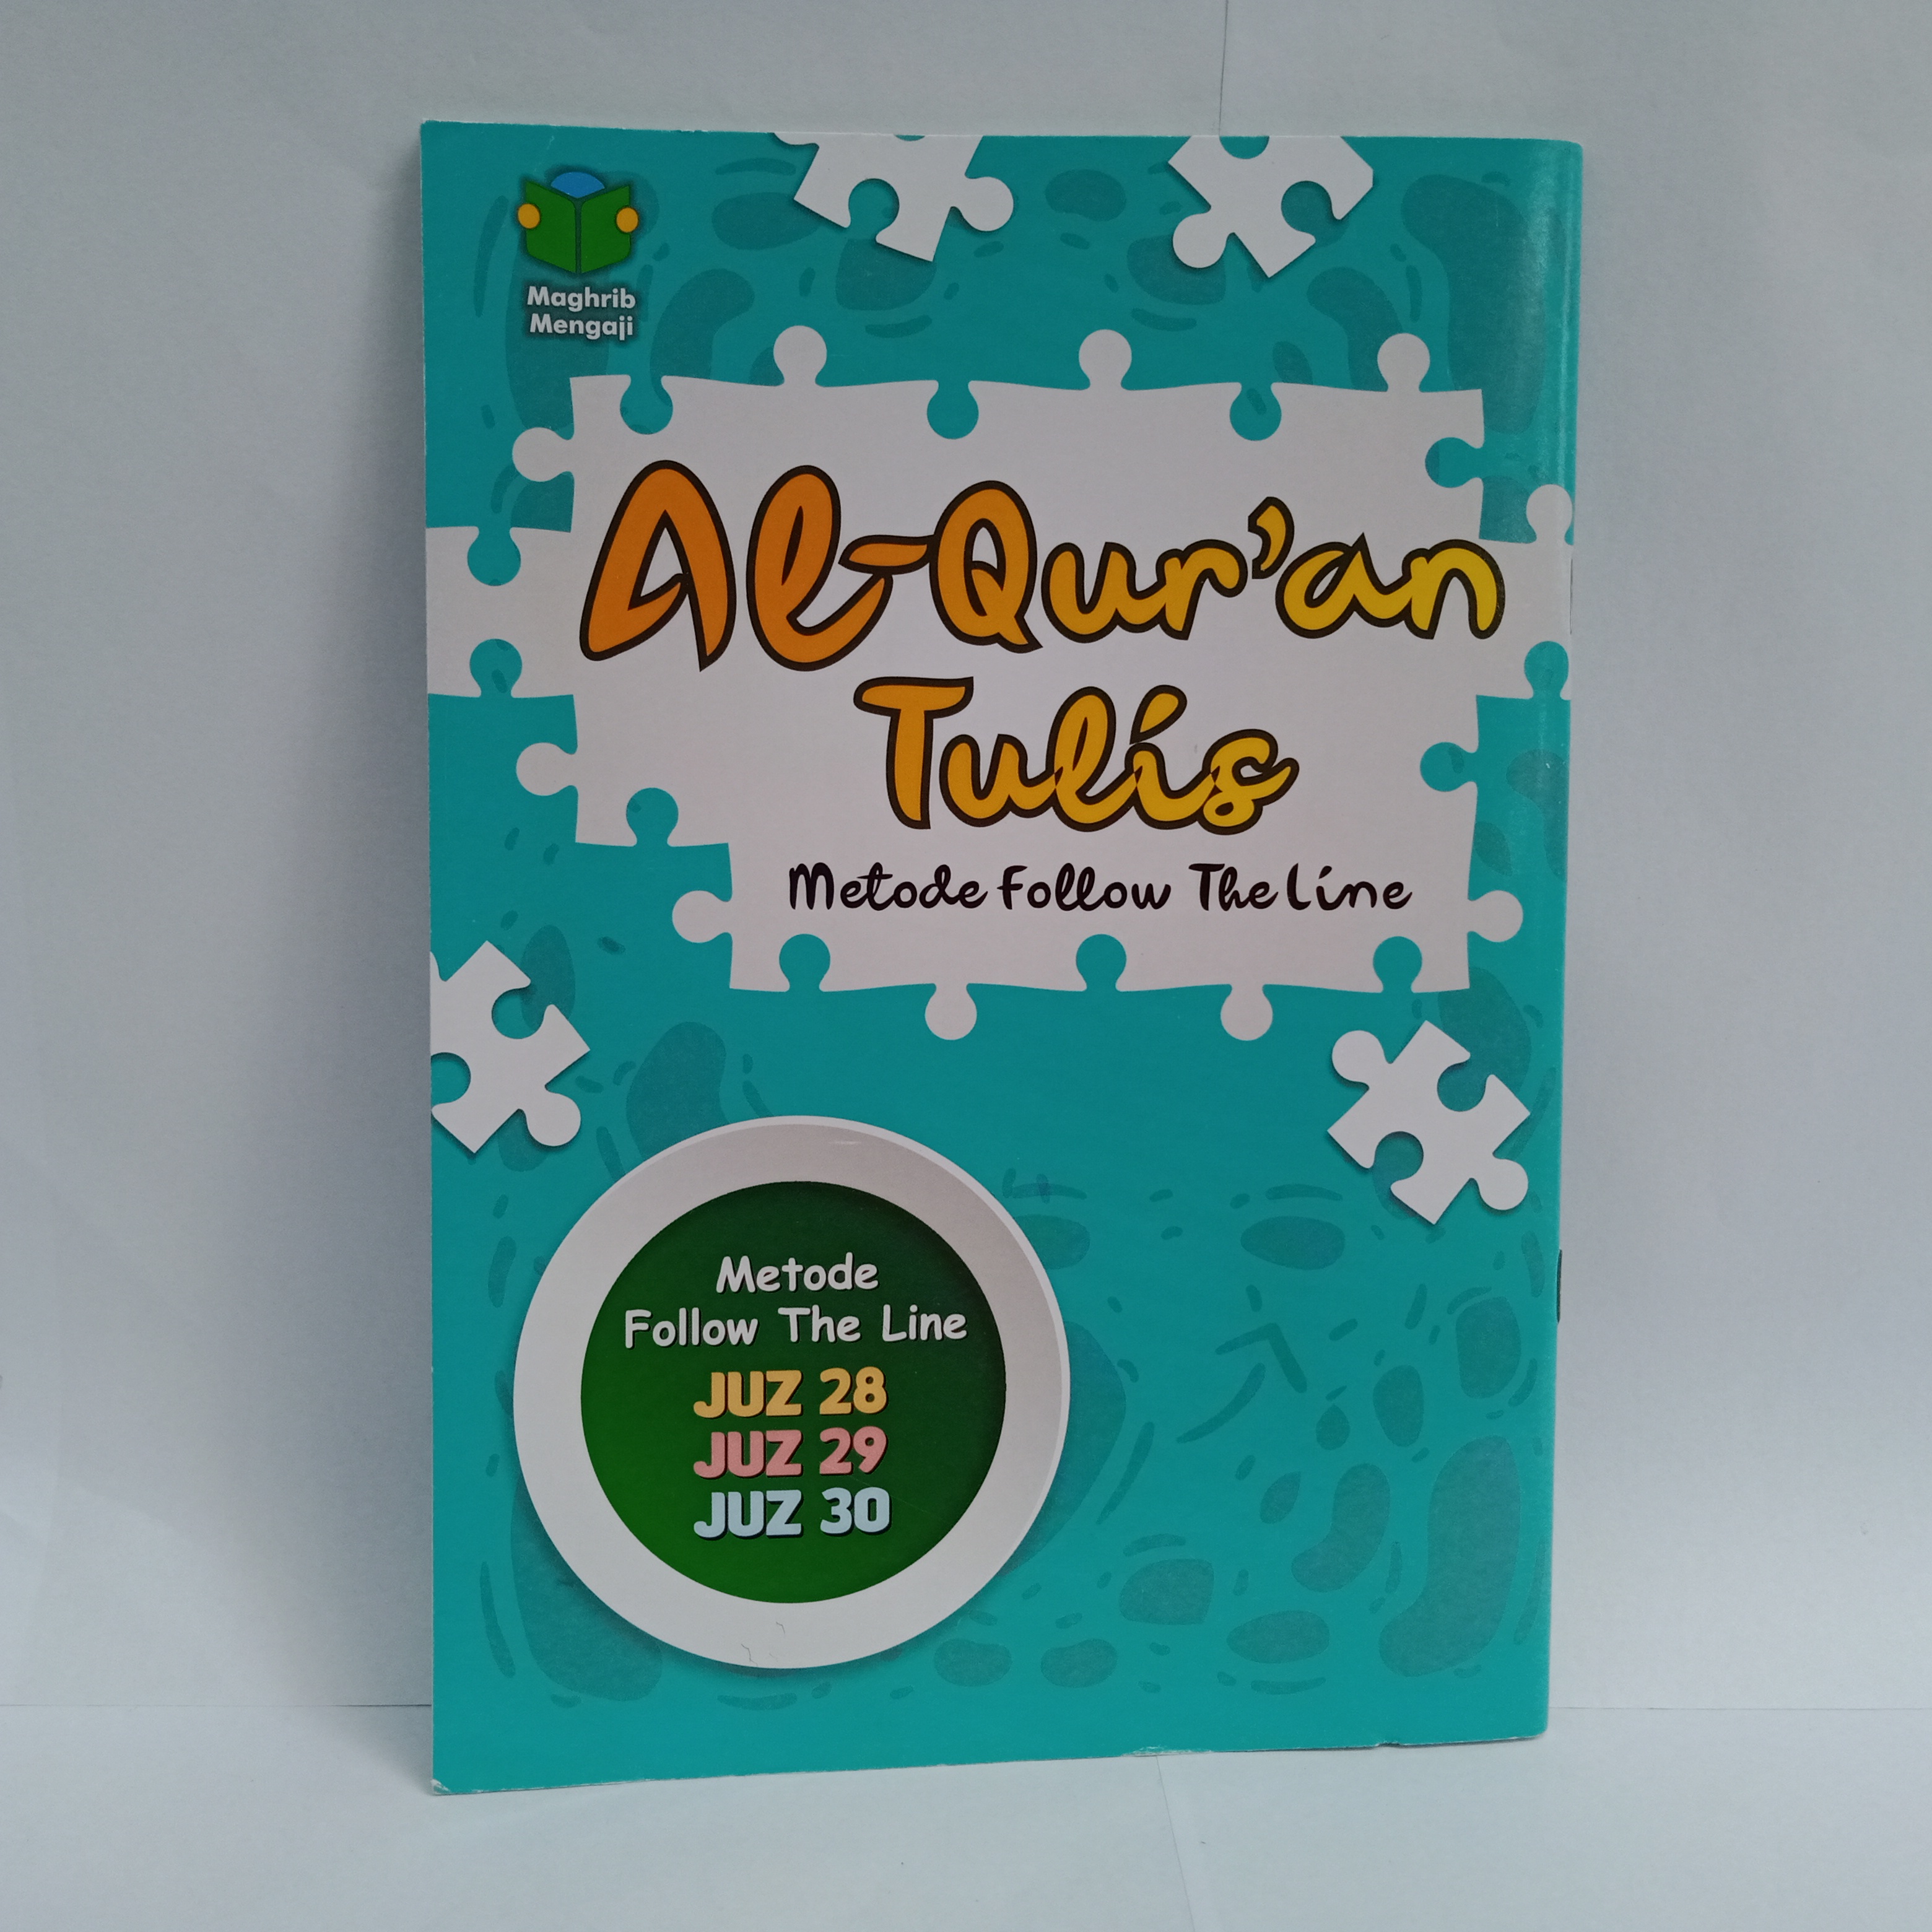 Maghrib
Mengaji
Al-Qur'an
Tulis
Metode Follow The Line
Metode
Follow The Line
JUZ 28
JUZ 29
JUZ 30